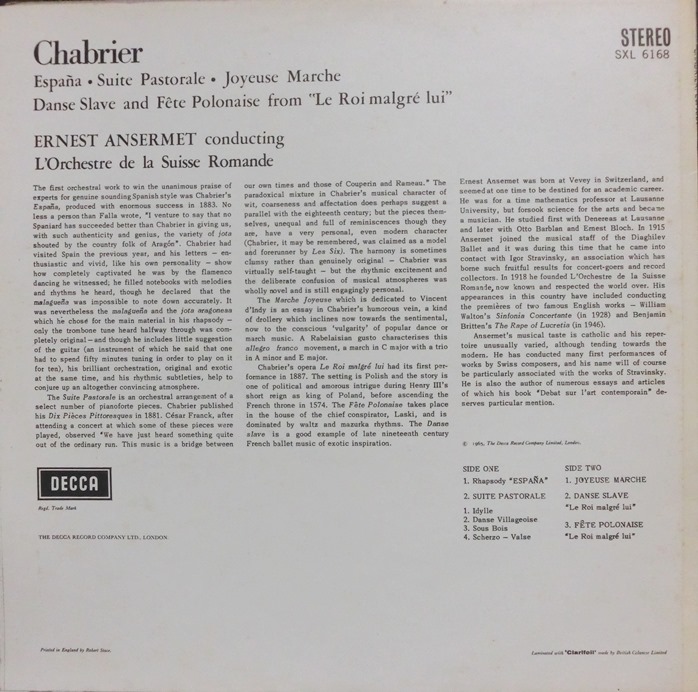 Chabrier
España • Suite Pastorale • Joyeuse Marche
Danse Slave and Fête Polonaise from "Le Roi malgré lui"
STEREO
SXL 6168
ERNEST ANSERMET conducting
L'Orchestre de la Suisse Romande
The first orchestral work to win the unanimous praise of
experts for genuine sounding Spanish style was Chabrier's
España, produced with enormous success in 1883. No
less a person than Falla wrote, "I venture to say that no
Spaniard has succeeded better than Chabrier in giving us,
with such authenticity and genius, the variety of jota
shouted by the country folk of Aragón". Chabrier had
visited Spain the previous year, and his letters – en-
thusiastic and vivid, like his own personality – show
how completely captivated he was by the flamenco
dancing he witnessed; he filled notebooks with melodies
and rhythms he heard, though he declared that the
malagueña was impossible to note down accurately. It
was nevertheless the malagueña and the jota aragonesa
which he chose for the main material in his rhapsody –
only the trombone tune heard halfway through was com-
pletely original – and though he includes little suggestion
of the guitar (an instrument of which he said that one
had to spend fifty minutes tuning in order to play on it
for ten), his brilliant orchestration, original and exotic
at the same time, and his rhythmic subtleties, help to
conjure up an altogether convincing atmosphere.
The Suite Pastorale is an orchestral arrangement of a
select number of pianoforte pieces. Chabrier published
his Dix Pièces Pittoresques in 1881. César Franck, after
attending a concert at which some of these pieces were
played, observed "We have just heard something quite
out of the ordinary run. This music is a bridge between
our own times and those of Couperin and Rameau." The
paradoxical mixture in Chabrier's musical character of
wit, coarseness and affectation does perhaps suggest a
parallel with the eighteenth century; but the pieces them-
selves, unequal and full of reminiscences though they
are, have a very personal, even modern character
(Chabrier, it may be remembered, was claimed as a model
and forerunner by Les Six). The harmony is sometimes
clumsy rather than genuinely original – Chabrier was
virtually self-taught – but the rhythmic excitement and
the deliberate confusion of musical atmospheres was
wholly novel and is still engagingly personal.
The Marche Joyeuse which is dedicated to Vincent
d'Indy is an essay in Chabrier's humorous vein, a kind
of drollery which inclines now towards the sentimental,
now to the conscious 'vulgarity' of popular dance or
march music. A Rabelaisian gusto characterises this
allegro franco movement, a march in C major with a trio
in A minor and E major.
Chabrier's opera Le Roi malgré lui had its first per-
formance in 1887. The setting is Polish and the story is
one of political and amorous intrigue during Henry III's
short reign as king of Poland, before ascending the
French throne in 1574. The Fête Polonaise takes place
in the house of the chief conspirator, Laski, and is
dominated by waltz and mazurka rhythms. The Danse
slave is a good example of late nineteenth century
French ballet music of exotic inspiration.
Ernest Ansermet was born at Vevey in Switzerland, and
seemed at one time to be destined for an academic career.
He was for a time mathematics professor at Lausanne
University, but forsook science for the arts and became
a musician. He studied first with Denereas at Lausanne
and later with Otto Barblan and Ernest Bloch. In 1915
Ansermet joined the musical staff of the Diaghilev
Ballet and it was during this time that he came into
contact with Igor Stravinsky, an association which has
borne such fruitful results for concert-goers and record
collectors. In 1918 he founded L'Orchestre de la Suisse
Romande, now known and respected the world over. His
appearances in this country have included conducting
the premières of two famous English works – William
Walton's Sinfonia Concertante (in 1928) and Benjamin
Britten's The Rape of Lucretia (in 1946).
Ansermet's musical taste is catholic and his reper-
toire unusually varied, although tending towards the
modern. He has conducted many first performances of
works by Swiss composers, and his name will of course
be particularly associated with the works of Stravinsky.
He is also the author of numerous essays and articles
of which his book "Debat sur l'art contemporain" de-
serves particular mention.
© 1965, The Decca Record Company Limited, London.
DECCA
Regd. Trade Mark
THE DECCA RECORD COMPANY LTD., LONDON.
SIDE ONE
1. Rhapsody "ESPAÑA"
2. SUITE PASTORALE
1. Idylle
2. Danse Villageoise
3. Sous Bois
4. Scherzo – Valse
SIDE TWO
1. JOYEUSE MARCHE
2. DANSE SLAVE
"Le Roi malgré lui"
3. FÊTE POLONAISE
"Le Roi malgré lui"
Printed in England by Robert Stace.
Laminated with 'Clarifoil' made by British Celanese Limited